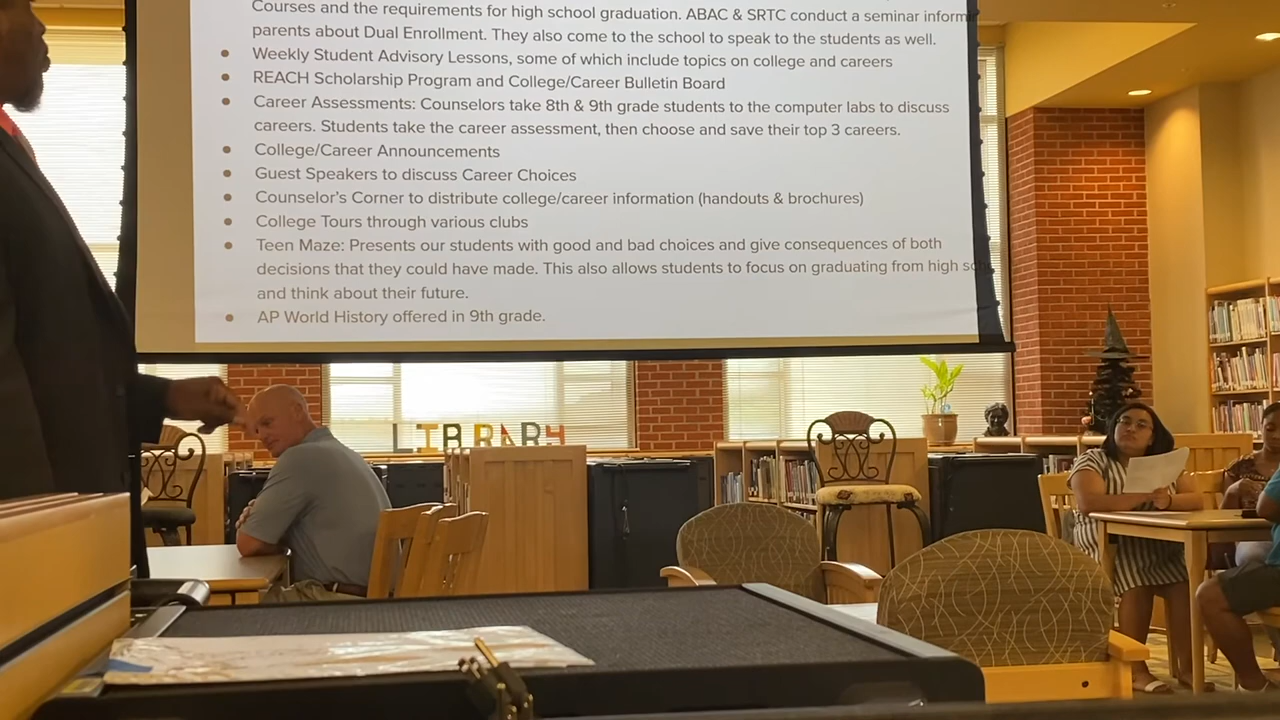 Courses and the requirements for high school graduation. ABAC & SRTC conduct a seminar
parents about Dual Enrollment. They also come to the school to speak to the students as well.
Weekly Student Advisory Lessons, some of which include topics on college and careers
REACH Scholarship Program and College/Career Bulletin Board
Career Assessments: Counselors take 8th & 9th grade students to the computer labs to discuss
careers. Students take the career assessment, then choose and save their top 3 careers.
College/Career Announcements
Guest Speakers to discuss Career Choices
Counselor's Corner to distribute college/career information (handouts & brochures)
College Tours through various clubs
Teen Maze: Presents our students with good and bad choices and give consequences of both
decisions that they could have made. This also allows students to focus on graduating from high
and think about their future.
AP World History offered in 9th grade.
LIBRARY